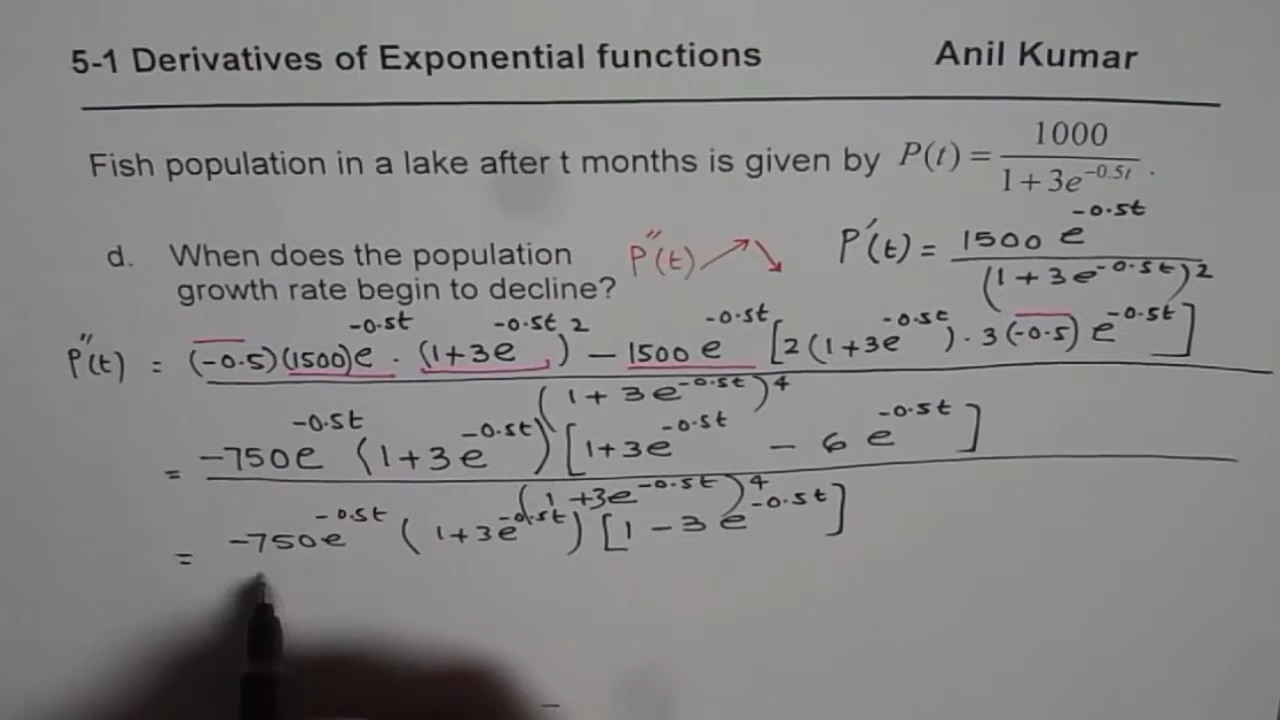 5-1 Derivatives of Exponential functions Anil Kumar
Fish population in a lake after t months is given by P(t) = 1000 / (1+3e^{-0.5t}).
d. When does the population
growth rate begin to decline?
P''(t) ↗↘ P'(t) = 1500 e^{-0.5t} / (1+3e^{-0.5t})^2
P''(t) = (-0.5)(1500)e^{-0.5t} · (1+3e^{-0.5t})^2 - 1500 e^{-0.5t} [2(1+3e^{-0.5t}) · 3(-0.5) e^{-0.5t}]
(1+3e^{-0.5t})^4
= -750e^{-0.5t} (1+3e^{-0.5t}) [1+3e^{-0.5t} - 6e^{-0.5t}]
(1+3e^{-0.5t})^4
= -750e^{-0.5t} (1+3e^{-0.5t}) [1-3e^{-0.5t}]